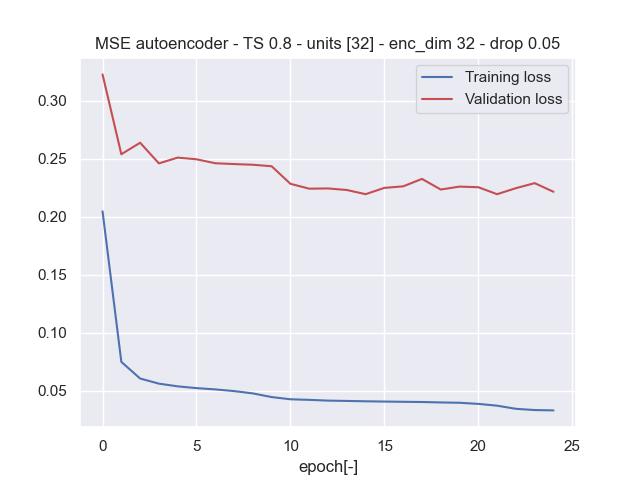 MSE autoencoder - TS 0.8 - units [32] - enc_dim 32 - drop 0.05
Training loss
Validation loss
0.30
0.25
0.20
0.15
0.10
0.05
0 5 10 15 20 25
epoch[-]